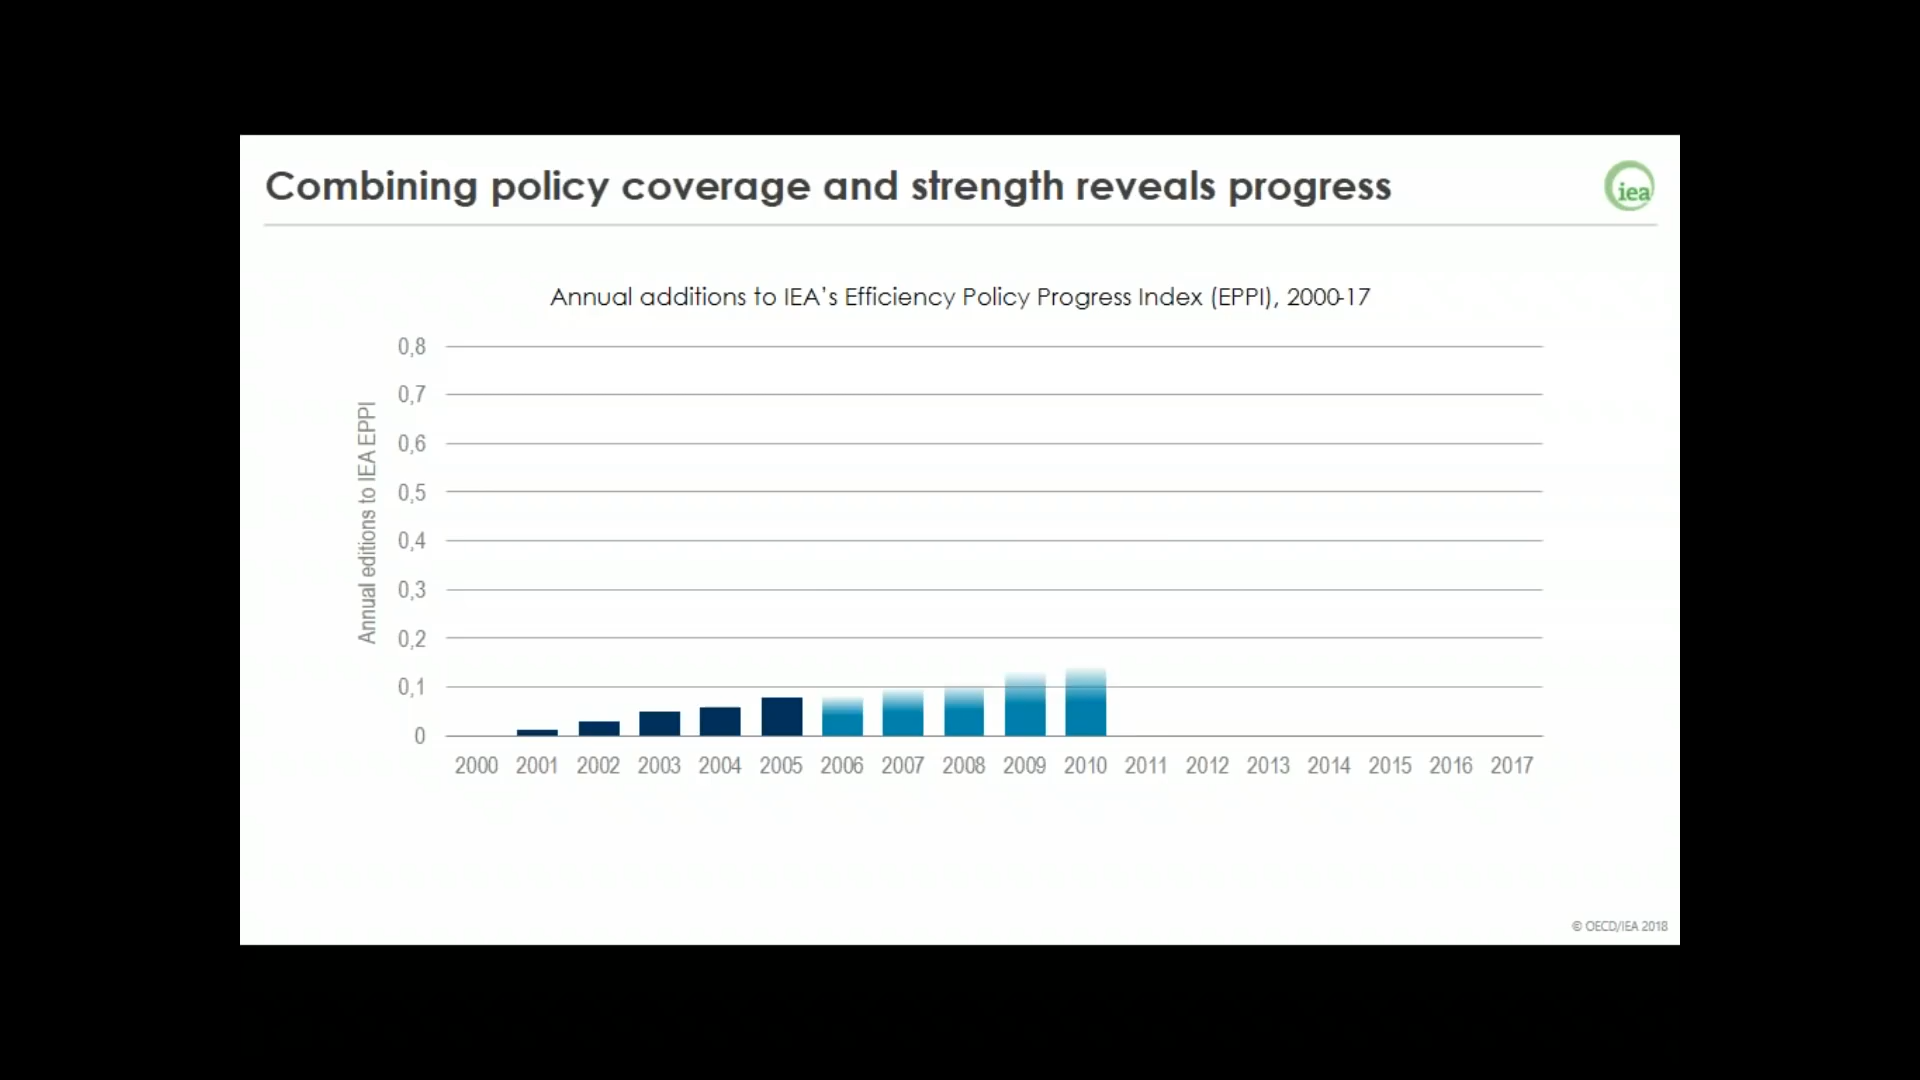 Combining policy coverage and strength reveals progress
iea
Annual additions to IEA's Efficiency Policy Progress Index (EPPI), 2000-17
Annual editions to IEA EPPI
0,8
0,7
0,6
0,5
0,4
0,3
0,2
0,1
0
2000 2001 2002 2003 2004 2005 2006 2007 2008 2009 2010 2011 2012 2013 2014 2015 2016 2017
© OECD/IEA 2018